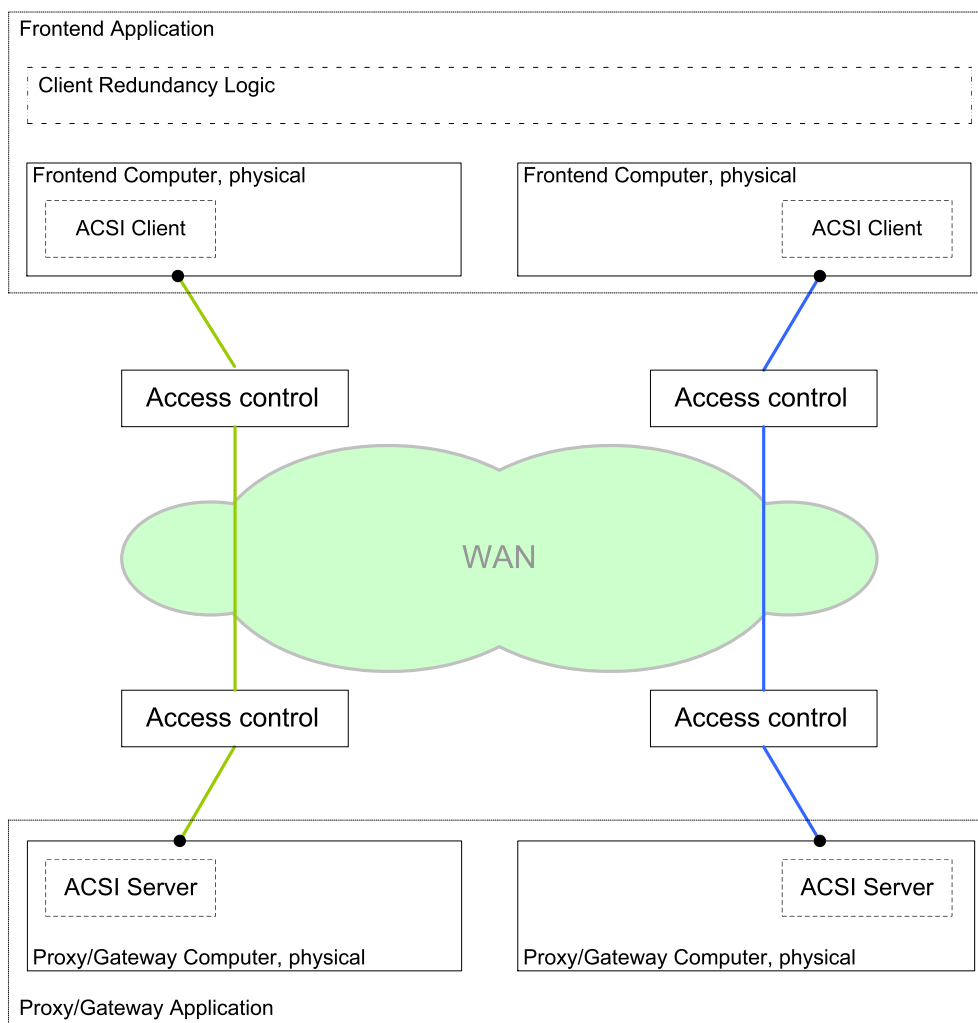 Frontend Application
Client Redundancy Logic
Frontend Computer, physical
Frontend Computer, physical
ACSI Client
ACSI Client
Access control
Access control
WAN
Access control
Access control
ACSI Server
ACSI Server
Proxy/Gateway Computer, physical
Proxy/Gateway Computer, physical
Proxy/Gateway Application